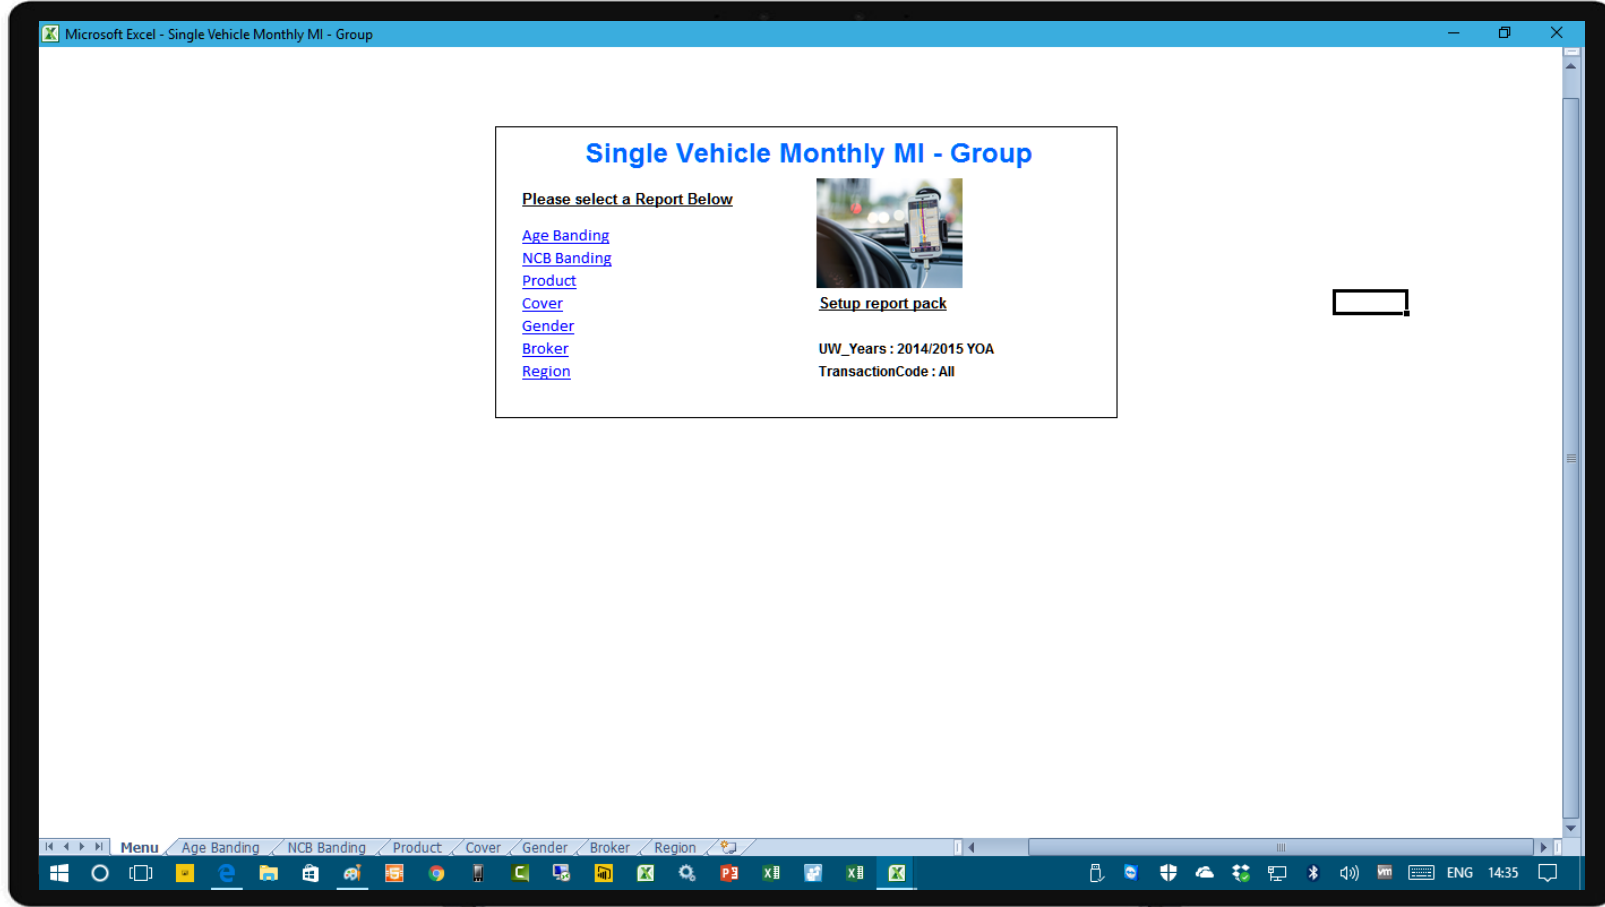 Microsoft Excel - Single Vehicle Monthly MI - Group
Single Vehicle Monthly MI - Group
Please select a Report Below
Age Banding
NCB Banding
Product
Cover
Gender
Broker
Region
Setup report pack
UW_Years : 2014/2015 YOA
TransactionCode : All
Menu Age Banding NCB Banding Product Cover Gender Broker Region
ENG 14:35